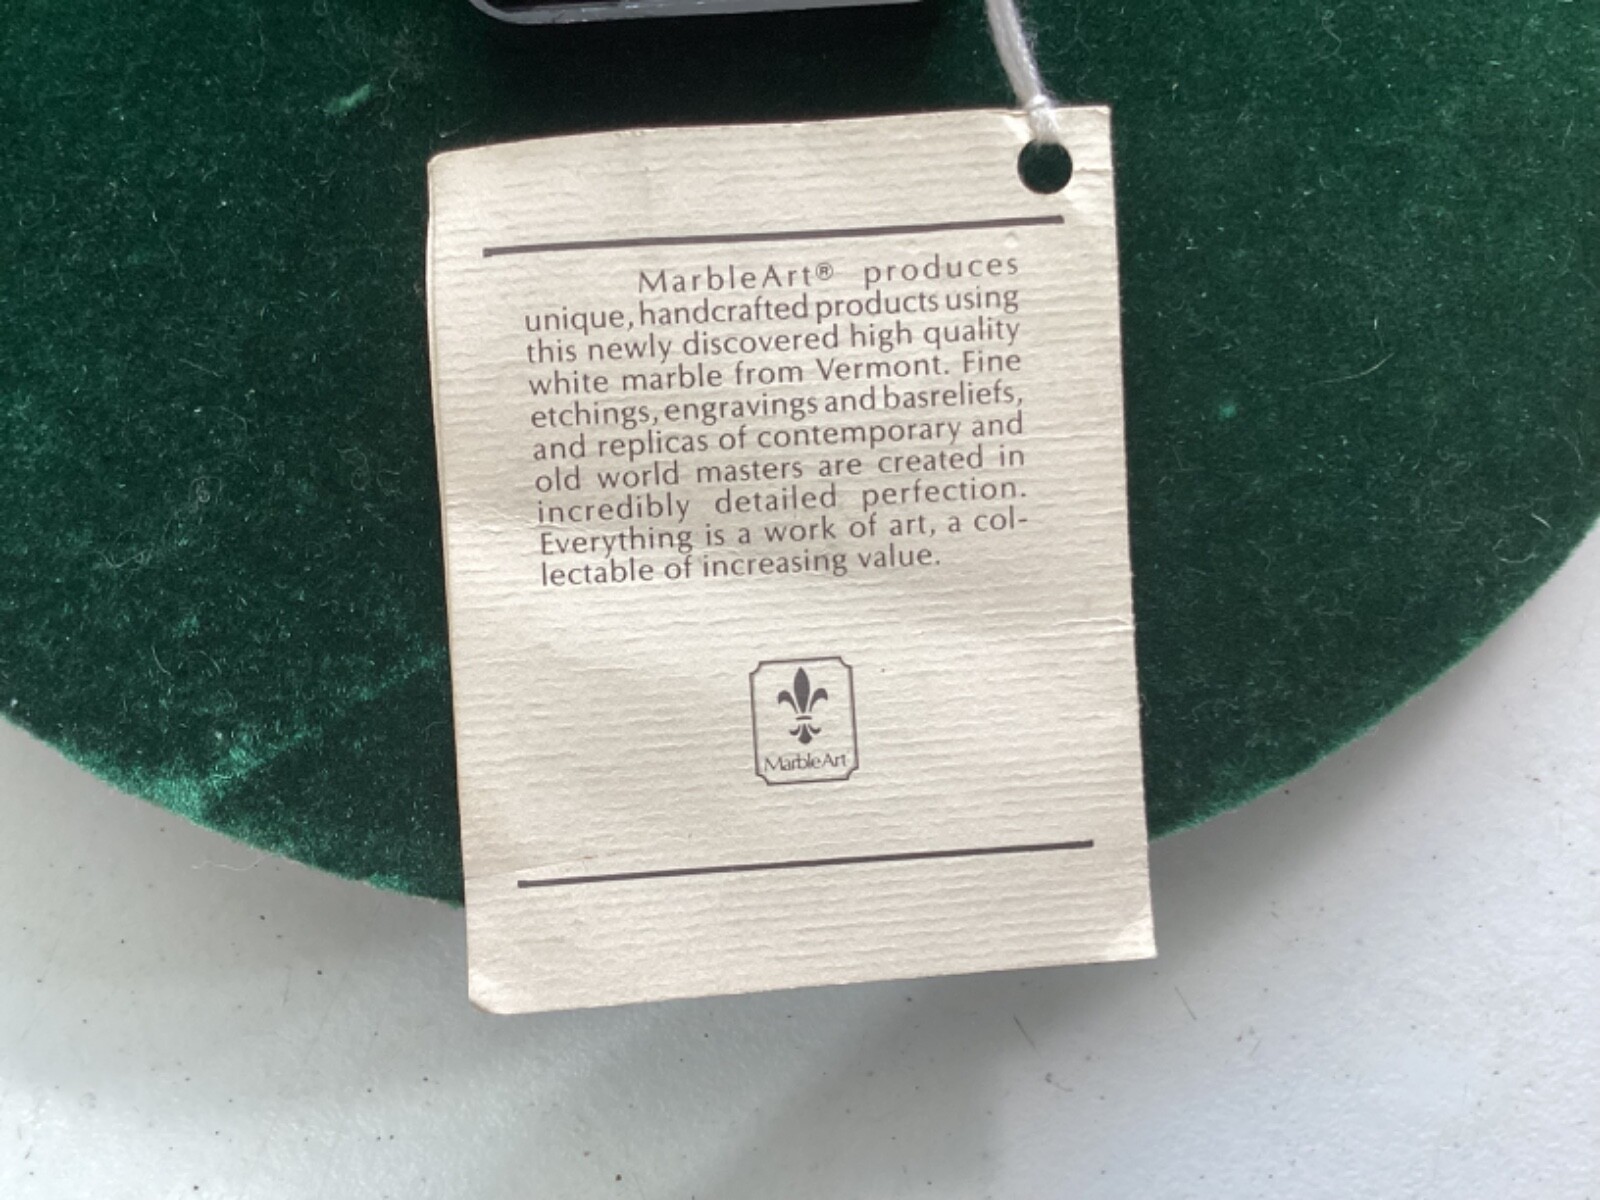 MarbleArt® produces
unique, handcrafted products using
this newly discovered high quality
white marble from Vermont. Fine
etchings, engravings and basreliefs,
and replicas of contemporary and
old world masters are created in
incredibly detailed perfection.
Everything is a work of art, a col-
lectable of increasing value.
MarbleArt